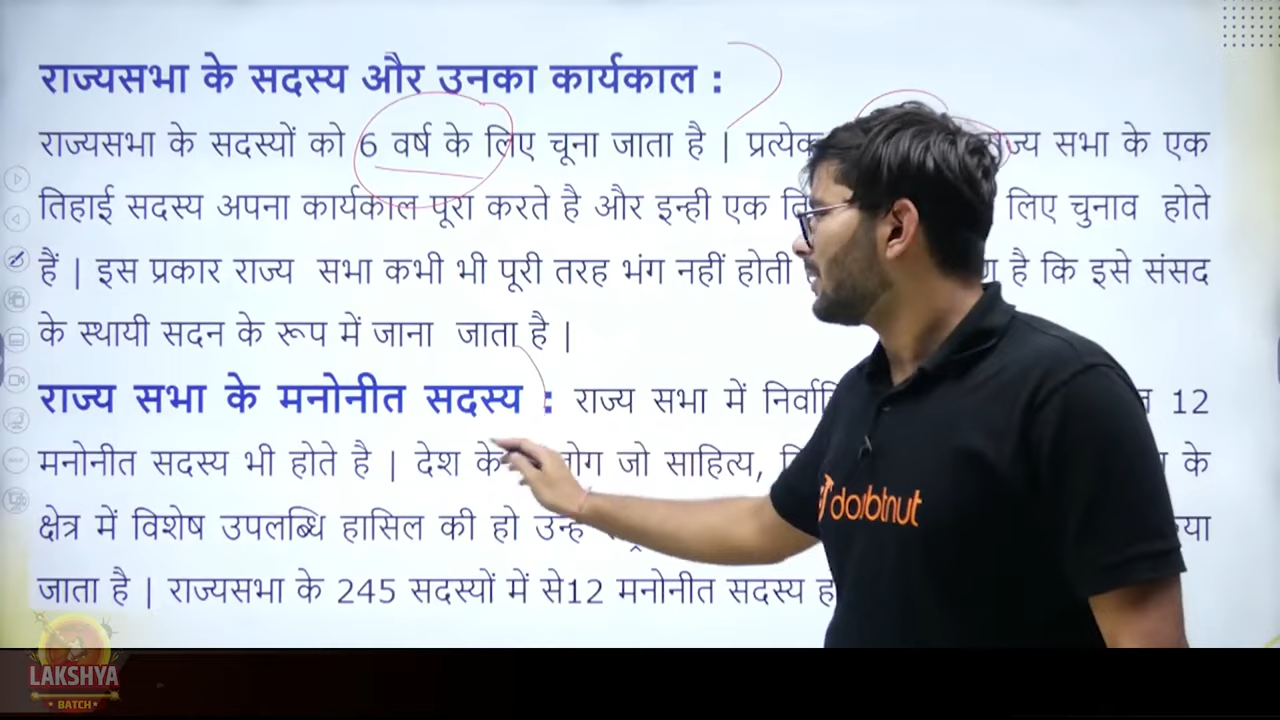 राज्यसभा के सदस्य और उनका कार्यकाल :
राज्यसभा के सदस्यों को 6 वर्ष के लिए चूना जाता है | प्रत्येक राज्य सभा के एक
तिहाई सदस्य अपना कार्यकाल पूरा करते है और इन्ही एक लिए चुनाव होते
हैं | इस प्रकार राज्य सभा कभी भी पूरी तरह भंग नहीं होती है कि इसे संसद
के स्थायी सदन के रूप में जाना जाता है |
राज्य सभा के मनोनीत सदस्य : राज्य सभा में 12
मनोनीत सदस्य भी होते है | देश के जो साहित्य, के
क्षेत्र में विशेष उपलब्धि हासिल की हो
जाता है | राज्यसभा के 245 सदस्यों में से12 मनोनीत सदस्य
doubtnut
LAKSHYA
BATCH